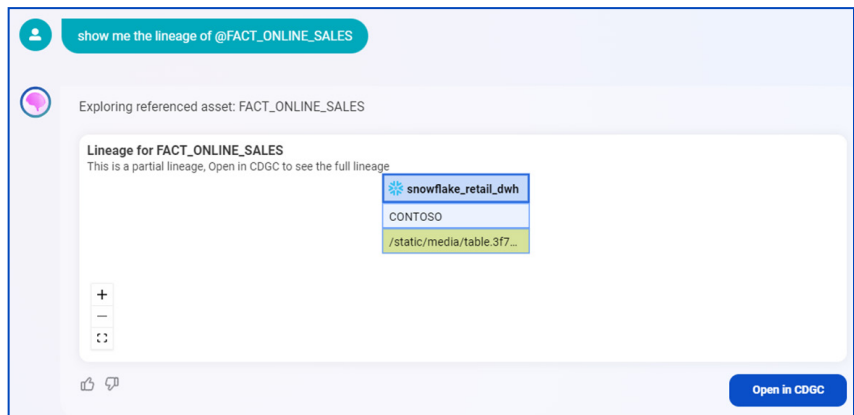 show me the lineage of @FACT_ONLINE_SALES
Exploring referenced asset: FACT_ONLINE_SALES
Lineage for FACT_ONLINE_SALES
This is a partial lineage, Open in CDGC to see the full lineage
snowflake_retail_dwh
CONTOSO
/static/media/table.3f7...
Open in CDGC